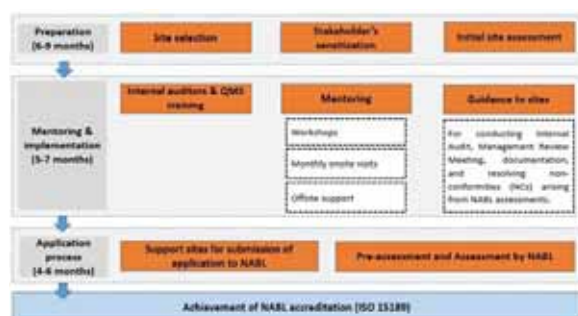 Preparation
(6-9 months)
Site selection
Stakeholder's
sensitization
Initial site assessment
Mentoring &
implementation
(5-7 months)
Internal auditors & QMS
training
Mentoring
Workshops
Monthly onsite visits
Offsite support
Guidance to sites
For conducting Internal
Audit, Management Review
Meeting, documentation,
and resolving non-
conformities (NCs) arising
from NABL assessments.
Application
process
(4-6 months)
Support sites for submission of
application to NABL
Pre-assessment and Assessment by NABL
Achievement of NABL accreditation (ISO 15189)